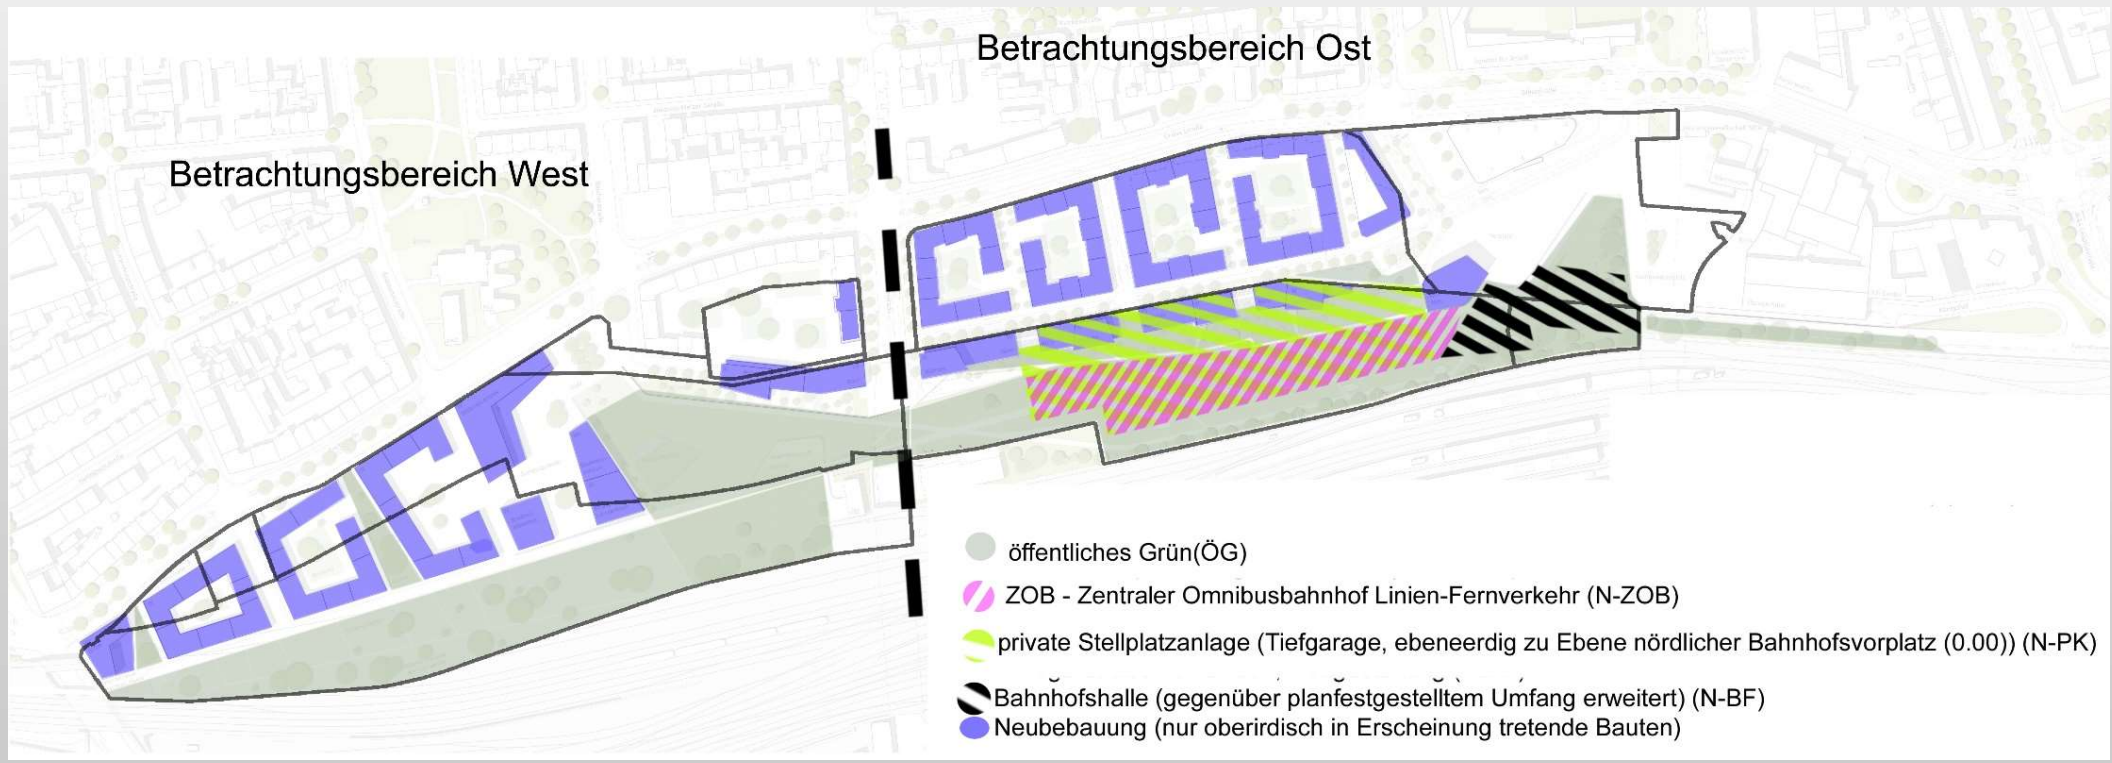 Betrachtungsbereich Ost
Betrachtungsbereich West
öffentliches Grün(ÖG)
ZOB - Zentraler Omnibusbahnhof Linien-Fernverkehr (N-ZOB)
private Stellplatzanlage (Tiefgarage, ebeneerdig zu Ebene nördlicher Bahnhofsvorplatz (0.00)) (N-PK)
Bahnhofshalle (gegenüber planfestgestelltem Umfang erweitert) (N-BF)
Neubebauung (nur oberirdisch in Erscheinung tretende Bauten)